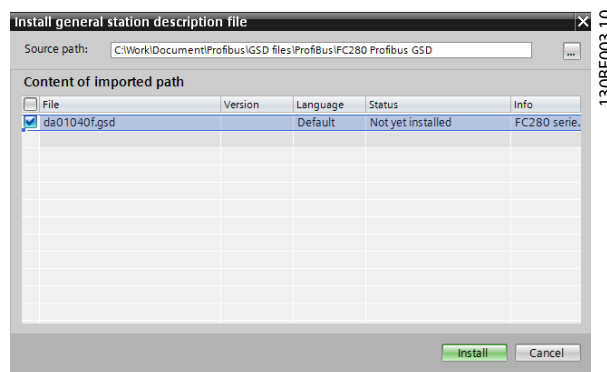 Install general station description file
Source path: C:\Work\Document\Profibus\GSD files\ProfiBus\FC280 Profibus GSD ...
Content of imported path
File Version Language Status Info
da01040f.gsd Default Not yet installed FC280 serie.
Install Cancel
130BF003.10